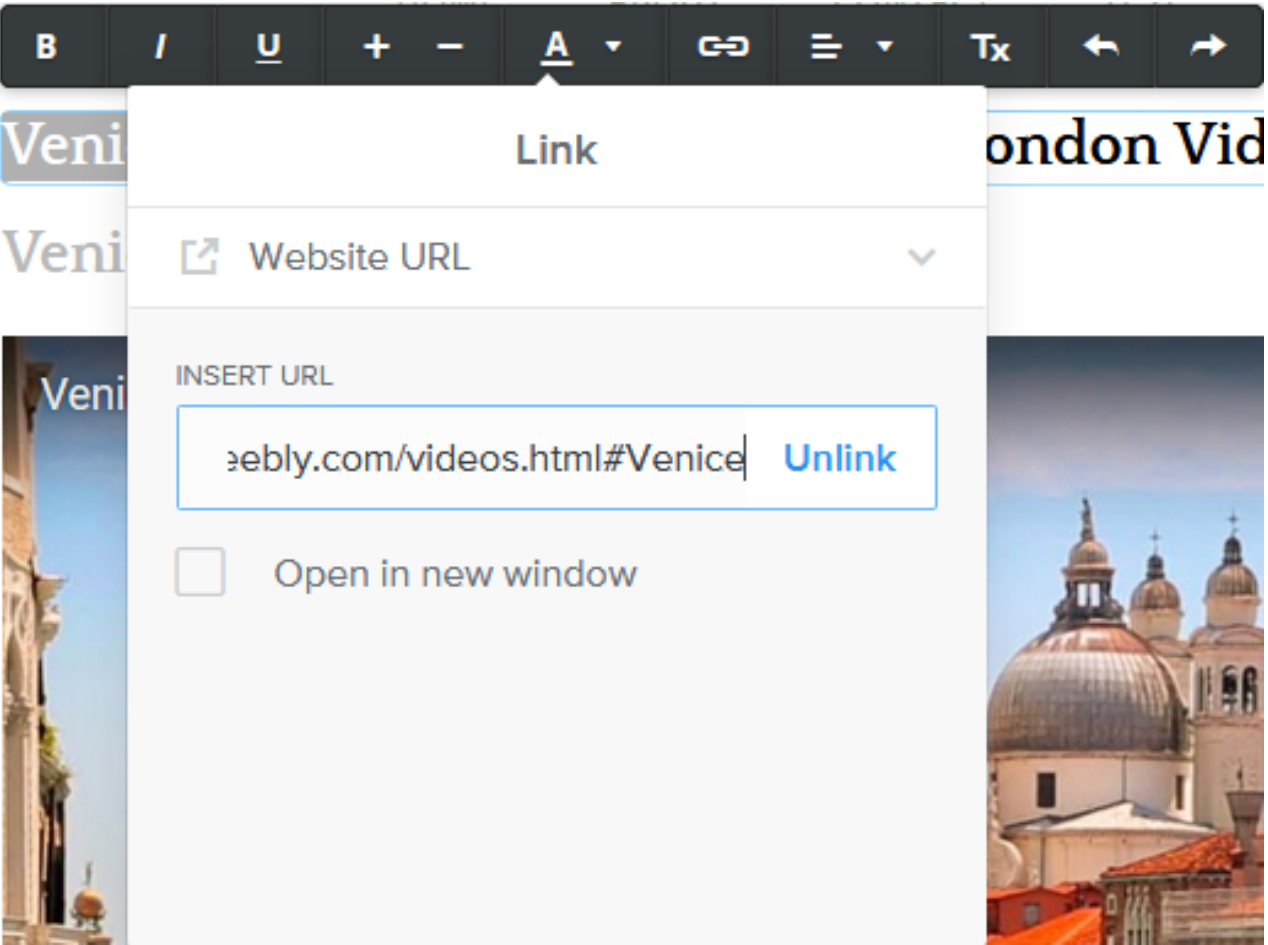 B I U + − A Tx
Veni
ondon Vid
Link
Veni
Website URL
Veni
INSERT URL
eebly.com/videos.html#Venice
Unlink
Open in new window